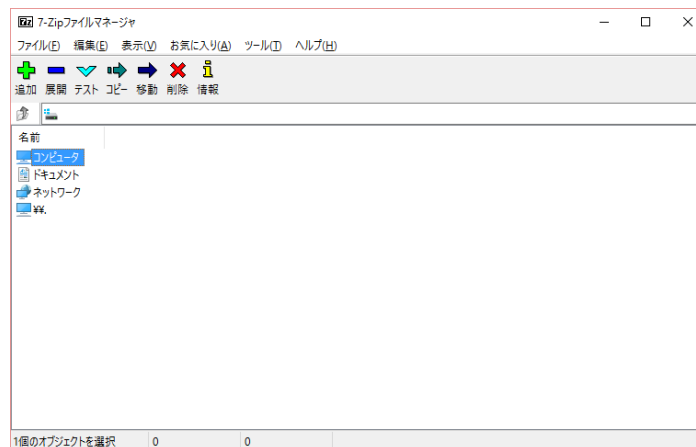 7z 7-Zipファイルマネージャ
ファイル(F) 編集(E) 表示(V) お気に入り(A) ツール(T) ヘルプ(H)
追加 展開 テスト コピー 移動 削除 情報
名前
コンピュータ
ドキュメント
ネットワーク
¥¥.
1個のオブジェクトを選択 0 0